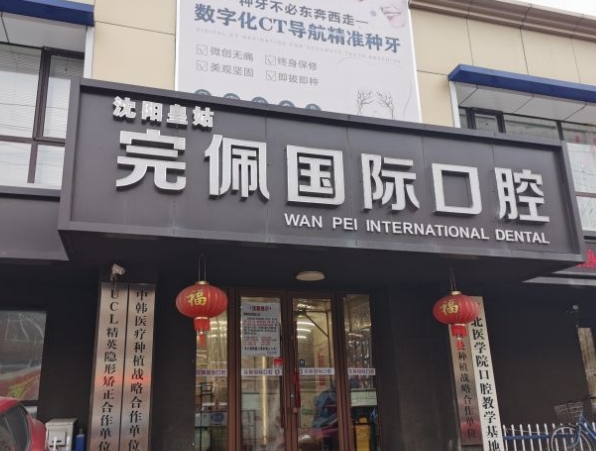 种牙不必东奔西走
数字化CT导航精准种牙
微创无痛
终身保修
美观坚固
即拔即种
沈阳皇姑
完佩国际口腔
WAN PEI INTERNATIONAL DENTAL
福
福
UCCL精英隐形矫正合作单位
中韩医疗种植战略合作单位
种植战略合作单位
北医学院口腔教学基地